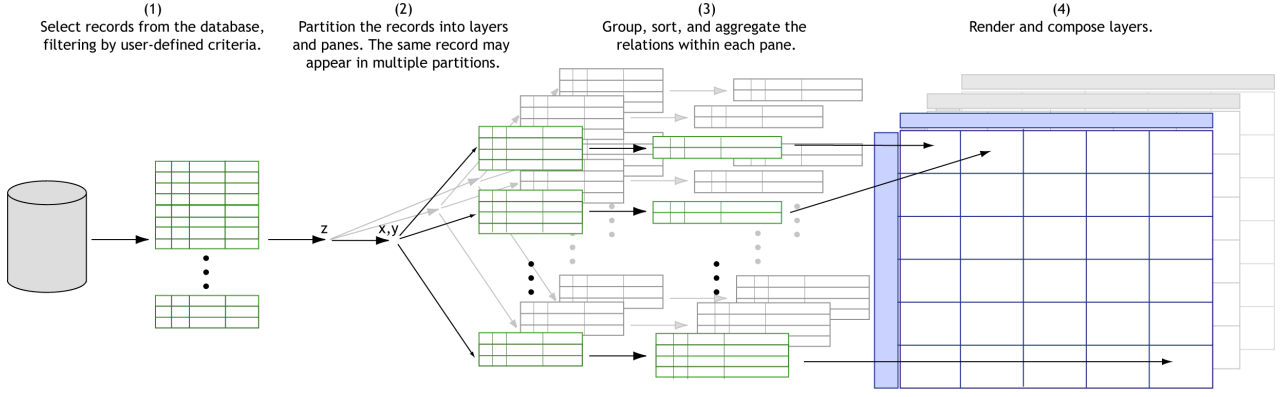 (1)
Select records from the database,
filtering by user-defined criteria.
(2)
Partition the records into layers
and panes. The same record may
appear in multiple partitions.
(3)
Group, sort, and aggregate the
relations within each pane.
(4)
Render and compose layers.
z
x,y